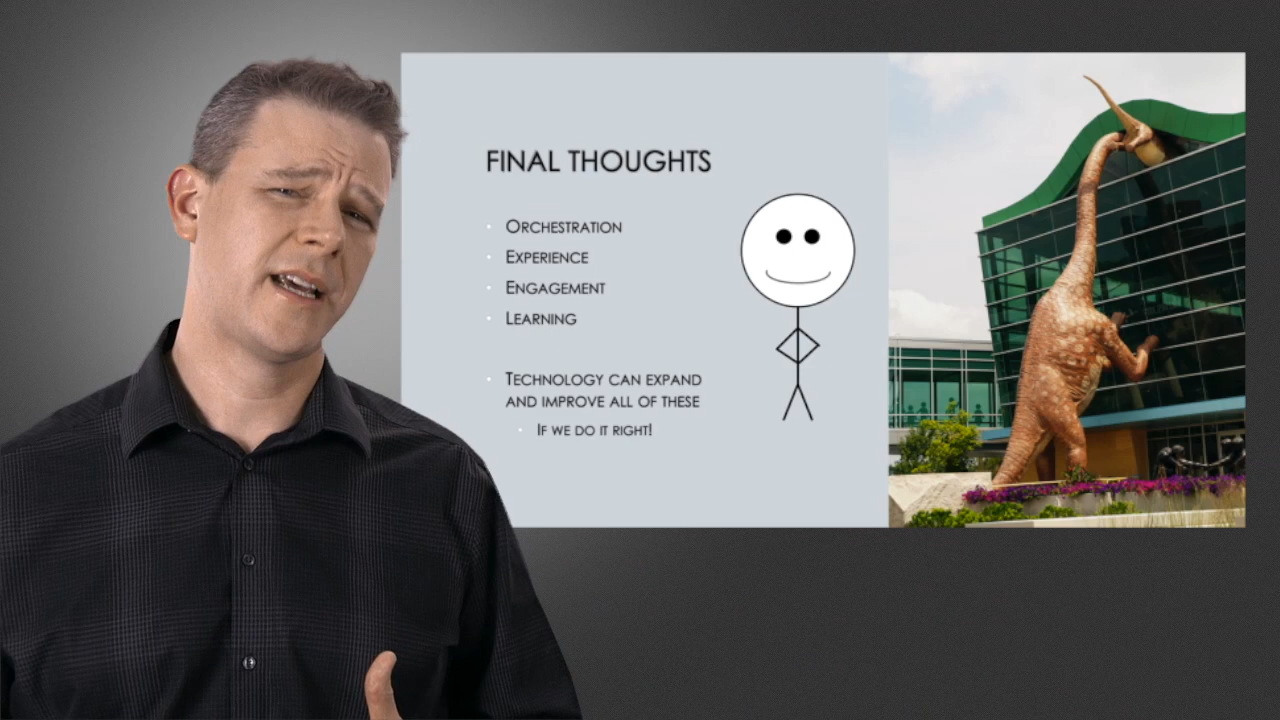 FINAL THOUGHTS
ORCHESTRATION
EXPERIENCE
ENGAGEMENT
LEARNING
TECHNOLOGY CAN EXPAND
AND IMPROVE ALL OF THESE
IF WE DO IT RIGHT!